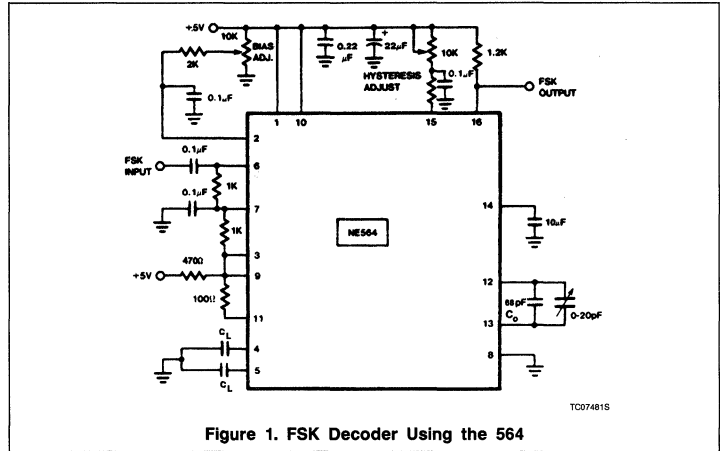 +5V
10K
BIAS
ADJ.
2K
0.1µF
0.22
µF
+
22µF
10K
HYSTERESIS
ADJUST
0.1µF
1.2K
FSK
OUTPUT
1
10
15
16
2
FSK
INPUT
0.1µF
6
1K
0.1µF
7
1K
3
470Ω
+5V
9
100Ω
11
CL
4
5
CL
NE564
14
10µF
12
68pF
Co
0-20pF
13
8
TC07481S
Figure 1. FSK Decoder Using the 564